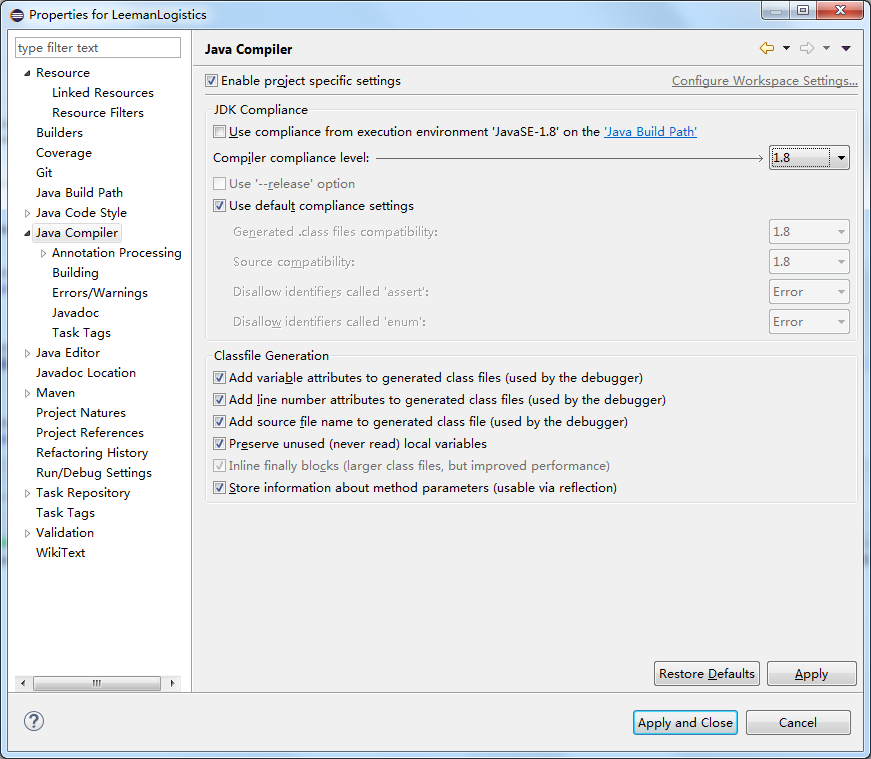 Properties for LeemanLogistics
type filter text
Resource
Linked Resources
Resource Filters
Builders
Coverage
Git
Java Build Path
Java Code Style
Java Compiler
Annotation Processing
Building
Errors/Warnings
Javadoc
Task Tags
Java Editor
Javadoc Location
Maven
Project Natures
Project References
Refactoring History
Run/Debug Settings
Task Repository
Task Tags
Validation
WikiText
Java Compiler
Enable project specific settings Configure Workspace Settings...
JDK Compliance
Use compliance from execution environment 'JavaSE-1.8' on the 'Java Build Path'
Compiler compliance level: 1.8
Use '--release' option
Use default compliance settings
Generated .class files compatibility: 1.8
Source compatibility: 1.8
Disallow identifiers called 'assert': Error
Disallow identifiers called 'enum': Error
Classfile Generation
Add variable attributes to generated class files (used by the debugger)
Add line number attributes to generated class files (used by the debugger)
Add source file name to generated class file (used by the debugger)
Preserve unused (never read) local variables
Inline finally blocks (larger class files, but improved performance)
Store information about method parameters (usable via reflection)
Restore Defaults Apply
? Apply and Close Cancel